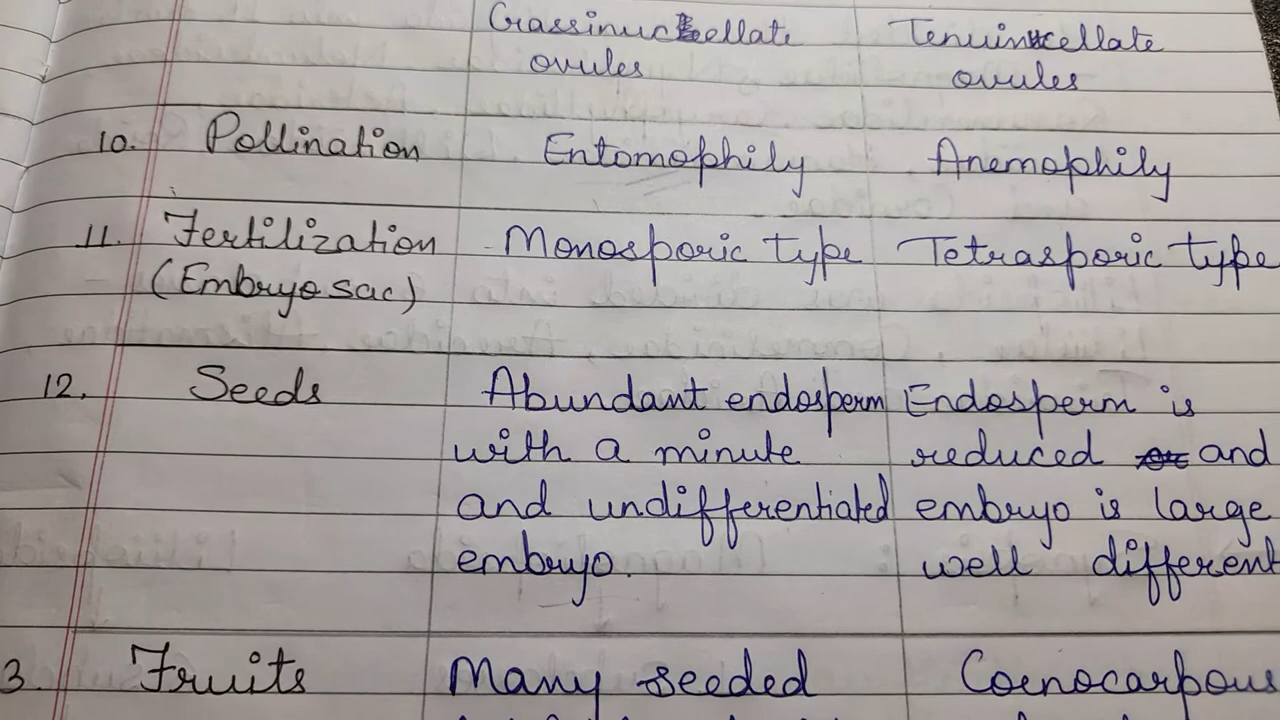 Crassinucellate Tenuinucellate
ovules ovules
10. Pollination Entomophily Anemophily
11. Fertilization - Monosporic type Tetrasporic type
(Embryo sac)
12. Seeds Abundant endosperm Endosperm is
with a minute reduced and
and undifferentiated embryo is large
embryo. well different
3. Fruits Many seeded Coenocarpous